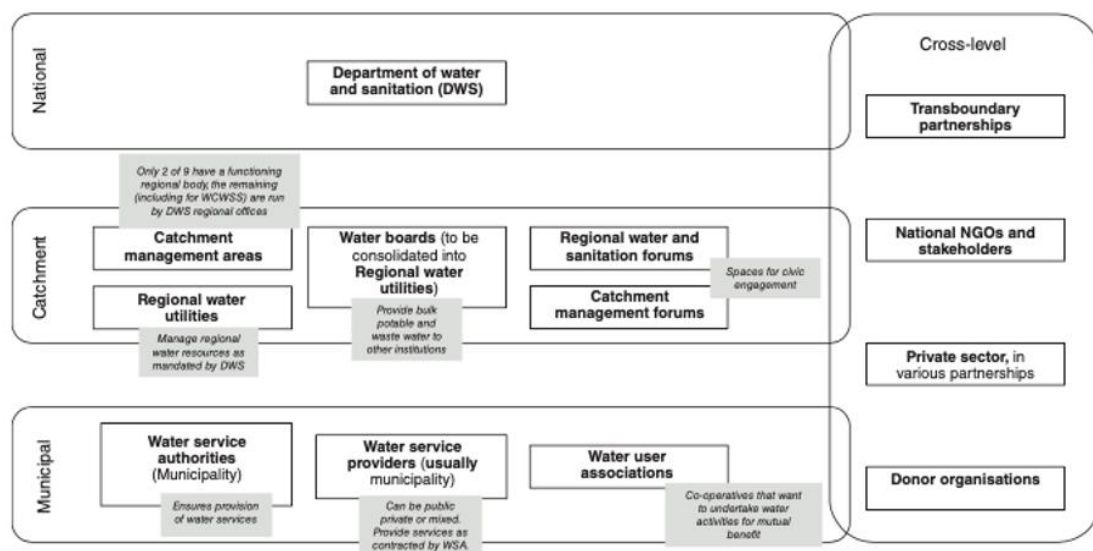 National
Department of water
and sanitation (DWS)
Only 2 of 9 have a functioning
regional body, the remaining
(including for WCWSS) are run
by DWS regional offices
Catchment
Catchment
management areas
Regional water
utilities
Manage regional
water resources as
mandated by DWS
Water boards (to be
consolidated into
Regional water
utilities)
Provide bulk
potable and
waste water to
other institutions
Regional water and
sanitation forums
Spaces for civic
engagement
Catchment
management forums
Municipal
Water service
authorities
(Municipality)
Ensures provision
of water services
Water service
providers (usually
municipality)
Can be public
private or mixed.
Provide services as
contracted by WSA.
Water user
associations
Co-operatives that want
to undertake water
activities for mutual
benefit
Cross-level
Transboundary
partnerships
National NGOs and
stakeholders
Private sector, in
various partnerships
Donor organisations